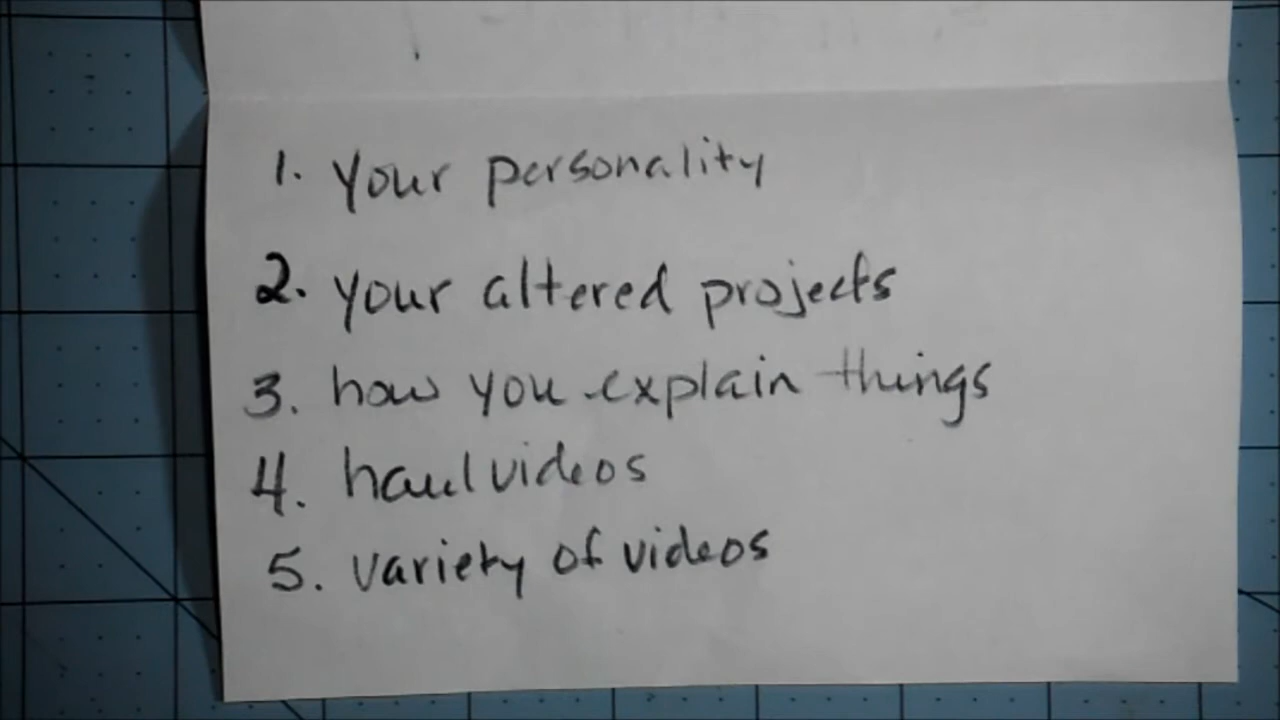 1. your personality
2. your altered projects
3. how you explain things
4. haul videos
5. variety of videos